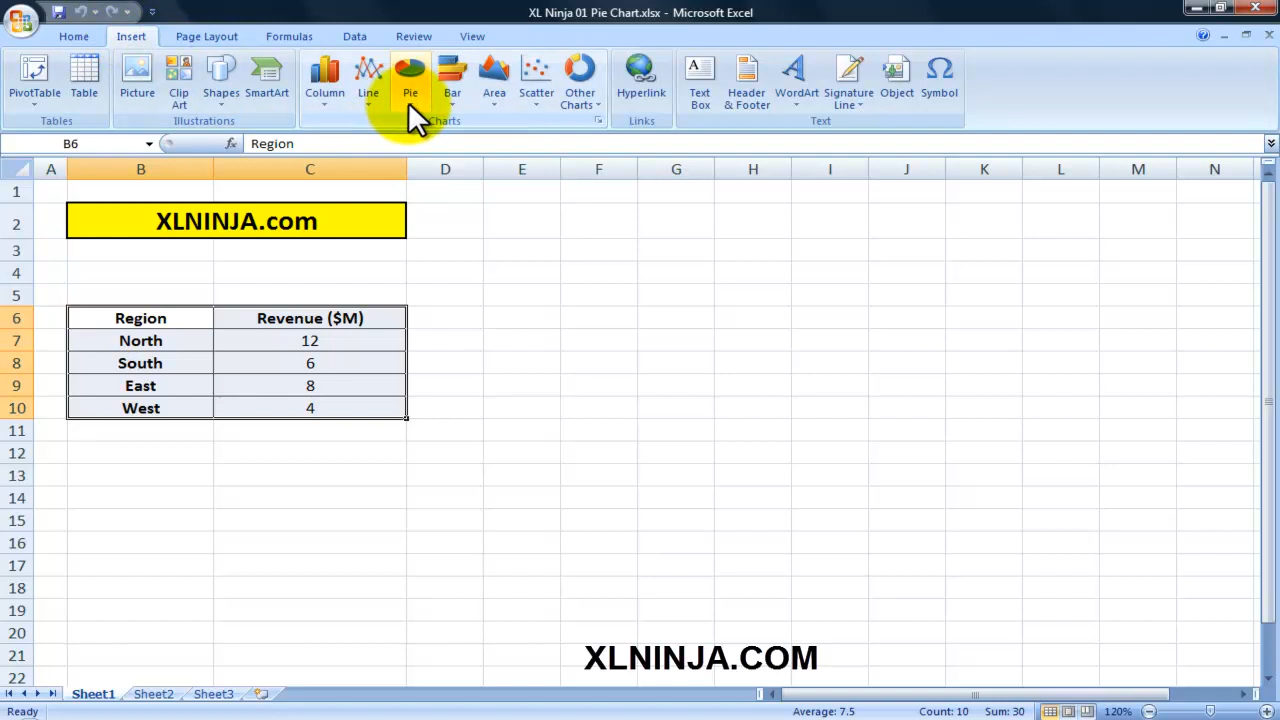 XL Ninja 01 Pie Chart.xlsx - Microsoft Excel
Home Insert Page Layout Formulas Data Review View
PivotTable Table Picture Clip Art Shapes SmartArt Column Line Pie Bar Area Scatter Other Charts Hyperlink Text Box Header & Footer WordArt Signature Line Object Symbol
Tables Illustrations Charts Links Text
B6 fx Region
A B C D E F G H I J K L M N
1
2 XLNINJA.com
3
4
5
6 Region Revenue ($M)
7 North 12
8 South 6
9 East 8
10 West 4
11
12
13
14
15
16
17
18
19
20
21 XLNINJA.COM
22
Sheet1 Sheet2 Sheet3
Ready Average: 7.5 Count: 10 Sum: 30 120%